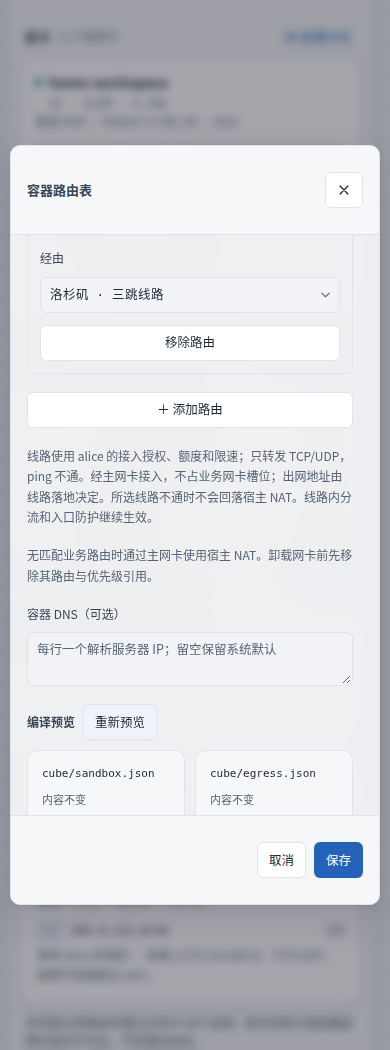 容器路由表
经由
洛杉矶 · 三跳线路
移除路由
＋ 添加路由
线路使用 alice 的接入授权、额度和限速；只转发 TCP/UDP，
ping 不通。经主网卡接入，不占业务网卡槽位；出网地址由
线路落地决定。所选线路不通时不会回落宿主 NAT。线路内分
流和入口防护继续生效。
无匹配业务路由时通过主网卡使用宿主 NAT。卸载网卡前先移
除其路由与优先级引用。
容器 DNS（可选）
每行一个解析服务器 IP；留空保留系统默认
编译预览 重新预览
cube/sandbox.json cube/egress.json
内容不变 内容不变
取消 保存